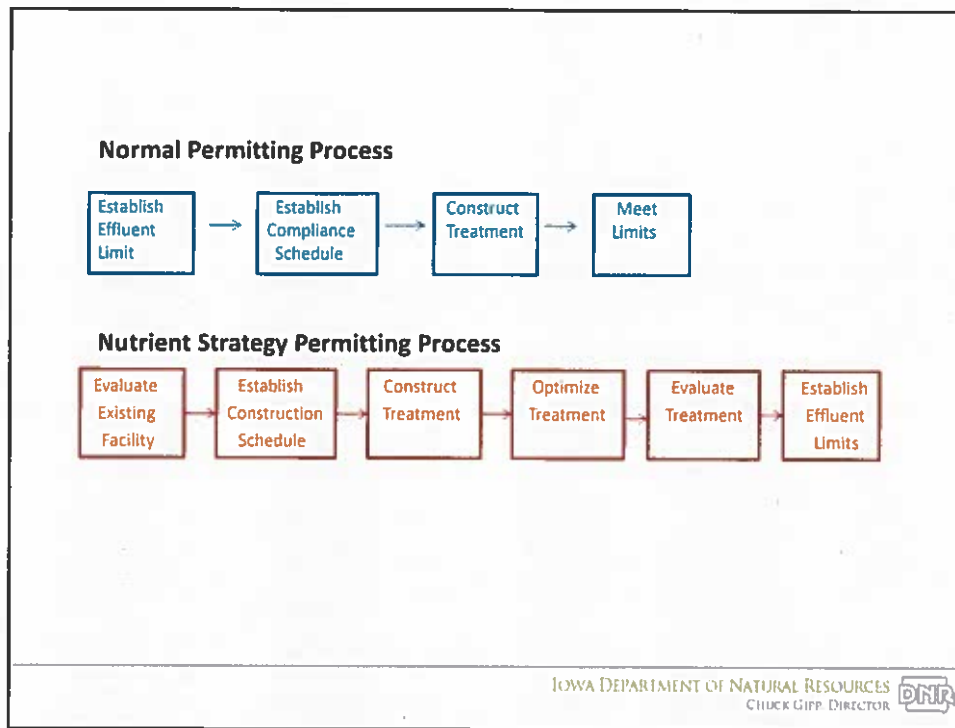 Normal Permitting Process
Establish
Effluent
Limit
Establish
Compliance
Schedule
Construct
Treatment
Meet
Limits
Nutrient Strategy Permitting Process
Evaluate
Existing
Facility
Establish
Construction
Schedule
Construct
Treatment
Optimize
Treatment
Evaluate
Treatment
Establish
Effluent
Limits
IOWA DEPARTMENT OF NATURAL RESOURCES
CHUCK GIPP, DIRECTOR
DNR